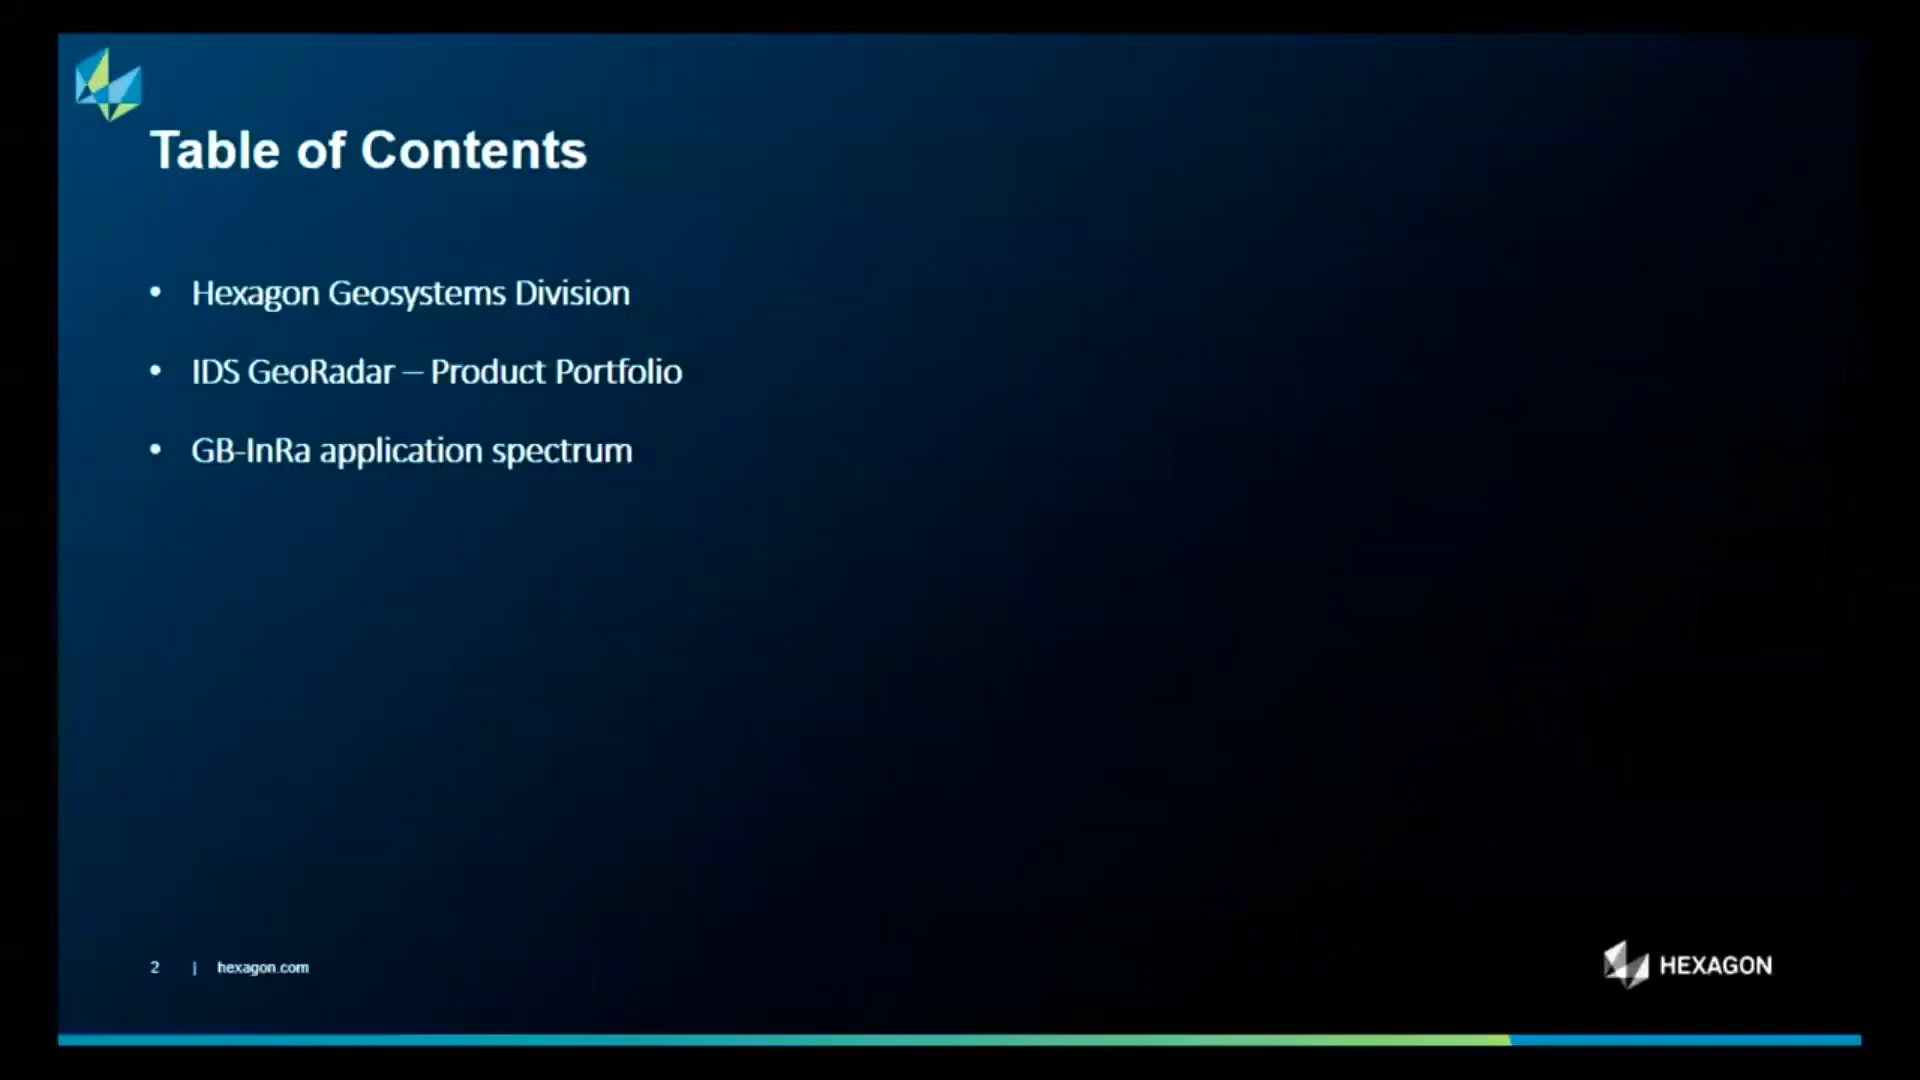 Table of Contents
• Hexagon Geosystems Division
• IDS GeoRadar – Product Portfolio
• GB-InRa application spectrum
2 | hexagon.com
HEXAGON